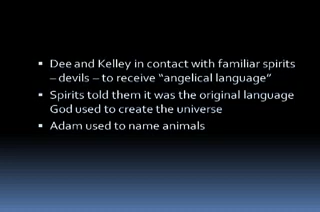 ▪ Dee and Kelley in contact with familiar spirits
– devils – to receive “angelical language”
▪ Spirits told them it was the original language
God used to create the universe
▪ Adam used to name animals